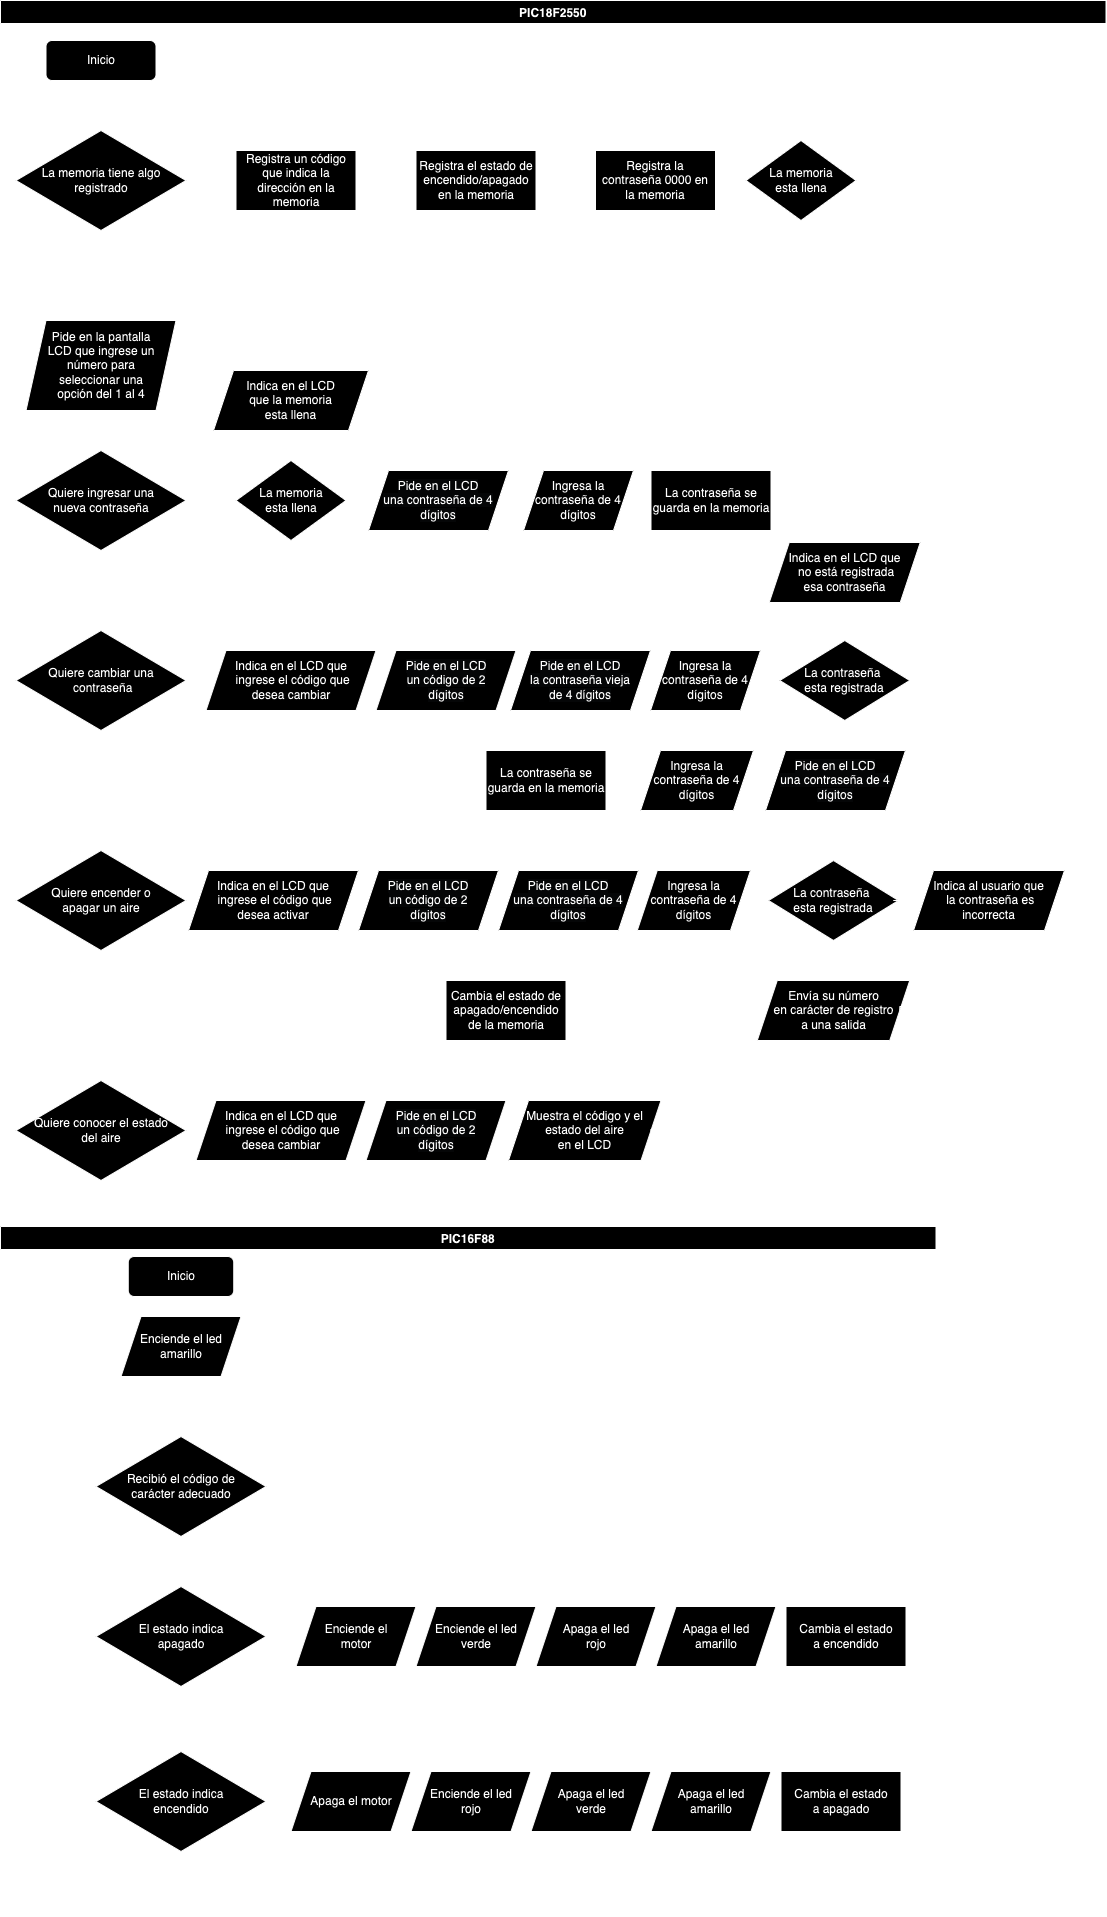 PIC18F2550
Inicio
La memoria tiene algo
registrado
Registra un código
que indica la
dirección en la
memoria
Registra el estado de
encendido/apagado
en la memoria
Registra la
contraseña 0000 en
la memoria
La memoria
esta llena
Pide en la pantalla
LCD que ingrese un
número para
seleccionar una
opción del 1 al 4
Indica en el LCD
que la memoria
esta llena
Quiere ingresar una
nueva contraseña
La memoria
esta llena
Pide en el LCD
una contraseña de 4
dígitos
Ingresa la
contraseña de 4
dígitos
La contraseña se
guarda en la memoria
Indica en el LCD que
no está registrada
esa contraseña
Quiere cambiar una
contraseña
Indica en el LCD que
ingrese el código que
desea cambiar
Pide en el LCD
un código de 2
dígitos
Pide en el LCD
la contraseña vieja
de 4 dígitos
Ingresa la
contraseña de 4
dígitos
La contraseña
esta registrada
La contraseña se
guarda en la memoria
Ingresa la
contraseña de 4
dígitos
Pide en el LCD
una contraseña de 4
dígitos
Quiere encender o
apagar un aire
Indica en el LCD que
ingrese el código que
desea activar
Pide en el LCD
un código de 2
dígitos
Pide en el LCD
una contraseña de 4
dígitos
Ingresa la
contraseña de 4
dígitos
La contraseña
esta registrada
Indica al usuario que
la contraseña es
incorrecta
Cambia el estado de
apagado/encendido
de la memoria
Envía su número
en carácter de registro
a una salida
Quiere conocer el estado
del aire
Indica en el LCD que
ingrese el código que
desea cambiar
Pide en el LCD
un código de 2
dígitos
Muestra el código y el
estado del aire
en el LCD
PIC16F88
Inicio
Enciende el led
amarillo
Recibió el código de
carácter adecuado
El estado indica
apagado
Enciende el
motor
Enciende el led
verde
Apaga el led
rojo
Apaga el led
amarillo
Cambia el estado
a encendido
El estado indica
encendido
Apaga el motor
Enciende el led
rojo
Apaga el led
verde
Apaga el led
amarillo
Cambia el estado
a apagado